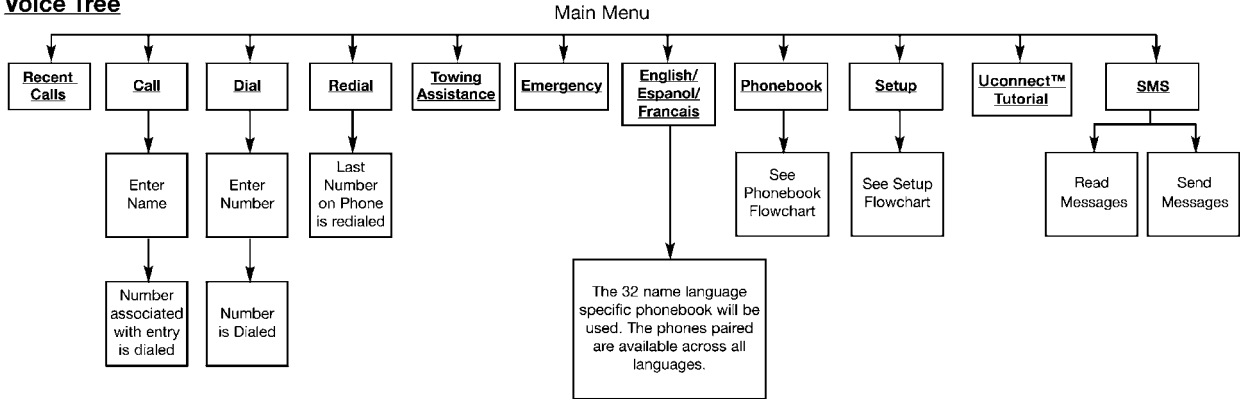 Voice Tree
Main Menu
Recent
Calls
Call
Dial
Redial
Towing
Assistance
Emergency
English/
Espanol/
Francais
Phonebook
Setup
Uconnect™
Tutorial
SMS
Enter
Name
Enter
Number
Last
Number
on Phone
is redialed
See
Phonebook
Flowchart
See Setup
Flowchart
Read
Messages
Send
Messages
Number
associated
with entry
is dialed
Number
is Dialed
The 32 name language
specific phonebook will be
used. The phones paired
are available across all
languages.